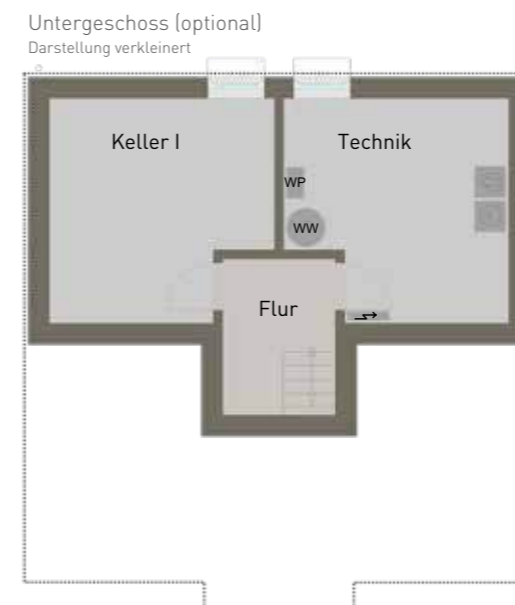 Untergeschoss (optional)
Darstellung verkleinert
Keller I
Technik
WP
WW
Flur